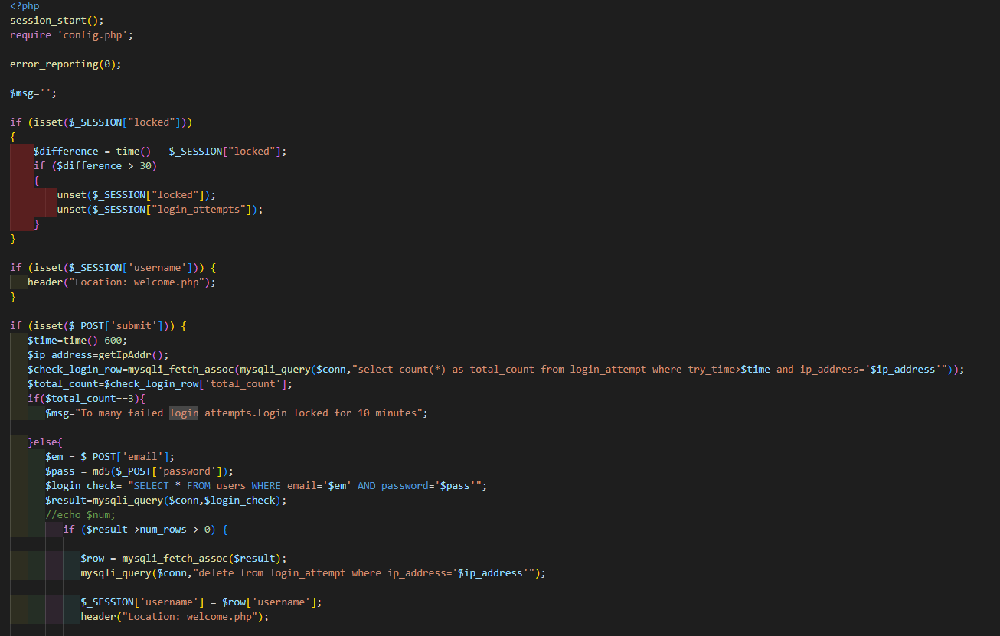 <?php
session_start();
require 'config.php';
error_reporting(0);
$msg='';
if (isset($_SESSION["locked"]))
{
$difference = time() - $_SESSION["locked"];
if ($difference > 30)
{
unset($_SESSION["locked"]);
unset($_SESSION["login_attempts"]);
}
}
if (isset($_SESSION['username'])) {
header("Location: welcome.php");
}
if (isset($_POST['submit'])) {
$time=time()-600;
$ip_address=getIpAddr();
$check_login_row=mysqli_fetch_assoc(mysqli_query($conn,"select count(*) as total_count from login_attempt where try_time>$time and ip_address='$ip_address'"));
$total_count=$check_login_row['total_count'];
if($total_count==3){
$msg="To many failed login attempts.Login locked for 10 minutes";
}else{
$em = $_POST['email'];
$pass = md5($_POST['password']);
$login_check= "SELECT * FROM users WHERE email='$em' AND password='$pass'";
$result=mysqli_query($conn,$login_check);
//echo $num;
if ($result->num_rows > 0) {
$row = mysqli_fetch_assoc($result);
mysqli_query($conn,"delete from login_attempt where ip_address='$ip_address'");
$_SESSION['username'] = $row['username'];
header("Location: welcome.php");